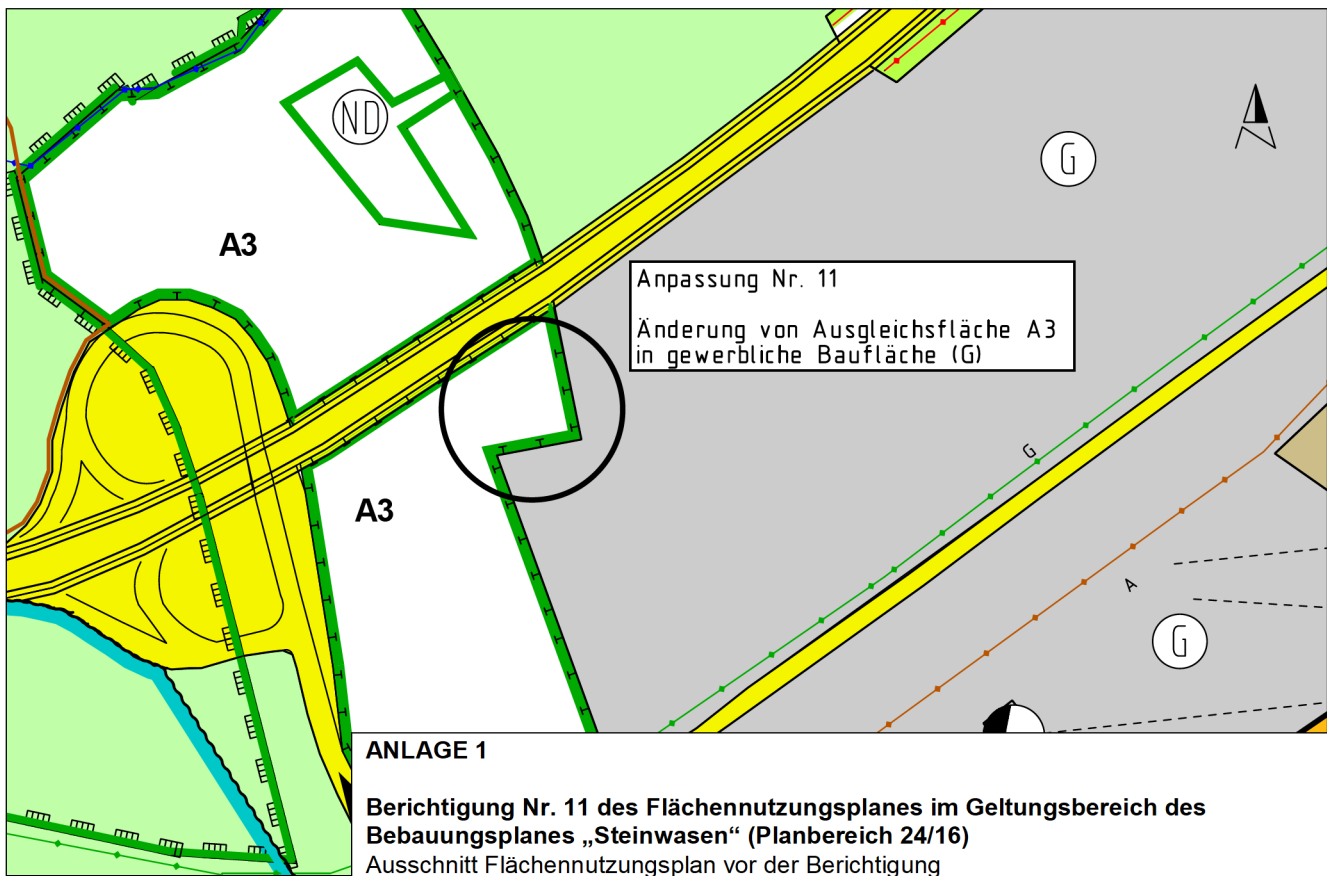 ND
G
A3
Anpassung Nr. 11
Änderung von Ausgleichsfläche A3
in gewerbliche Baufläche (G)
A3
G
A
G
ANLAGE 1
Berichtigung Nr. 11 des Flächennutzungsplanes im Geltungsbereich des
Bebauungsplanes „Steinwasen“ (Planbereich 24/16)
Ausschnitt Flächennutzungsplan vor der Berichtigung